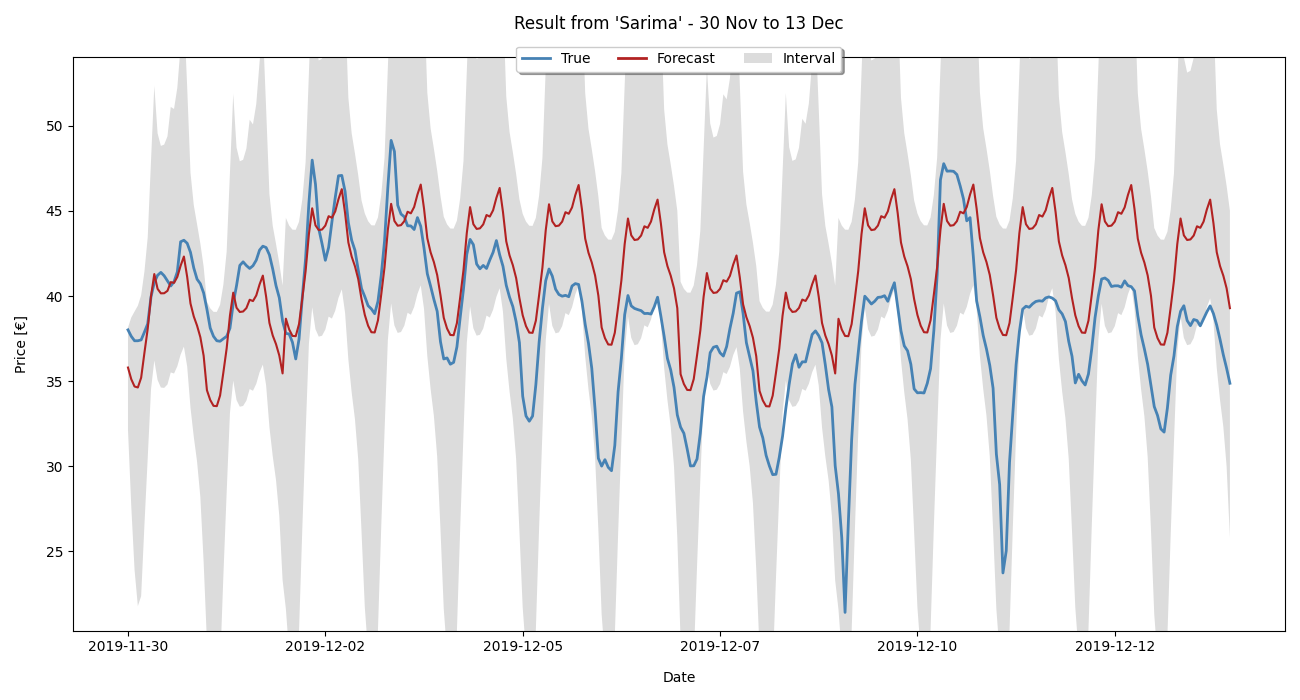 Result from 'Sarima' - 30 Nov to 13 Dec
True Forecast Interval
Price [€]
50
45
40
35
30
25
2019-11-30 2019-12-02 2019-12-05 2019-12-07 2019-12-10 2019-12-12
Date